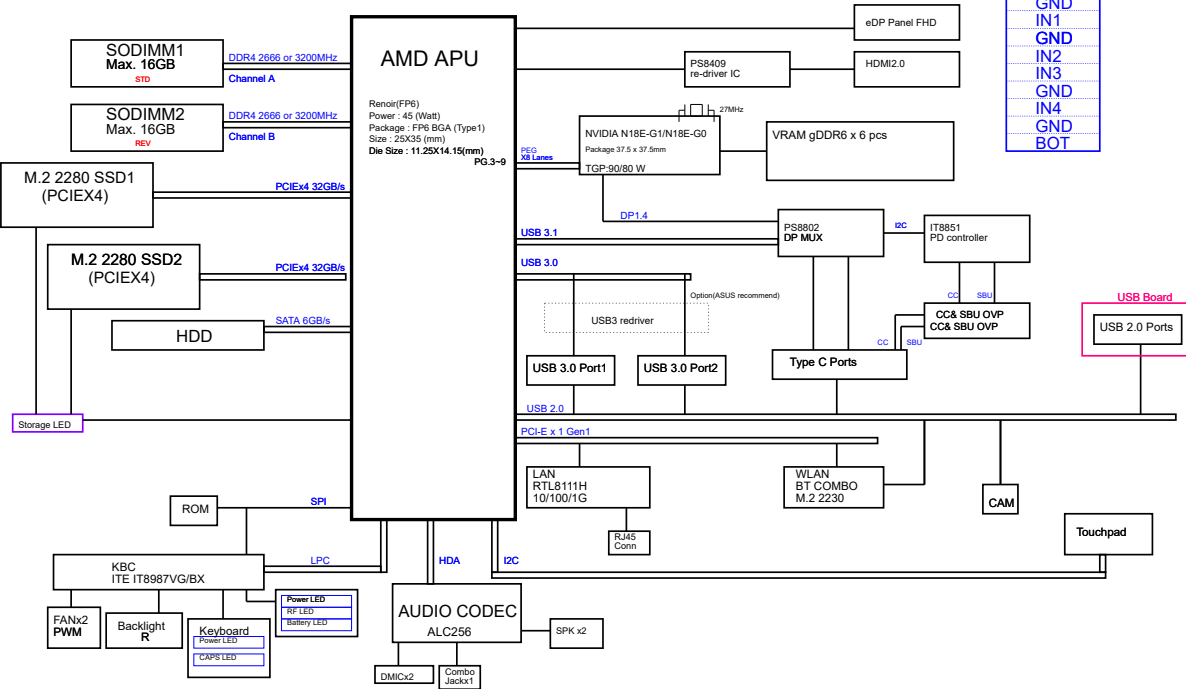 GND
IN1
GND
IN2
IN3
GND
IN4
GND
BOT
eDP Panel FHD
SODIMM1
Max. 16GB
STD
DDR4 2666 or 3200MHz
Channel A
AMD APU
PS8409
re-driver IC
HDMI2.0
SODIMM2
Max. 16GB
REV
DDR4 2666 or 3200MHz
Channel B
Renoir(FP6)
Power : 45 (Watt)
Package : FP6 BGA (Type1)
Size : 25X35 (mm)
Die Size : 11.25X14.15(mm)
PG.3~9
27MHz
NVIDIA N18E-G1/N18E-G0
Package 37.5 x 37.5mm
TGP:90/80 W
VRAM gDDR6 x 6 pcs
PEG
X8 Lanes
M.2 2280 SSD1
(PCIEX4)
PCIEx4 32GB/s
DP1.4
PS8802
DP MUX
I2C
IT8851
PD controller
USB 3.1
M.2 2280 SSD2
(PCIEX4)
PCIEx4 32GB/s
USB 3.0
Option(ASUS recommend)
USB3 redriver
CC
SBU
CC& SBU OVP
CC& SBU OVP
USB Board
USB 2.0 Ports
HDD
SATA 6GB/s
CC
SBU
USB 3.0 Port1
USB 3.0 Port2
Type C Ports
Storage LED
USB 2.0
PCI-E x 1 Gen1
LAN
RTL8111H
10/100/1G
WLAN
BT COMBO
M.2 2230
CAM
ROM
SPI
RJ45
Conn
Touchpad
KBC
ITE IT8987VG/BX
LPC
HDA
I2C
FANx2
PWM
Backlight
R
Keyboard
Power LED
CAPS LED
Power LED
RF LED
Battery LED
AUDIO CODEC
ALC256
SPK x2
DMICx2
Combo
Jackx1